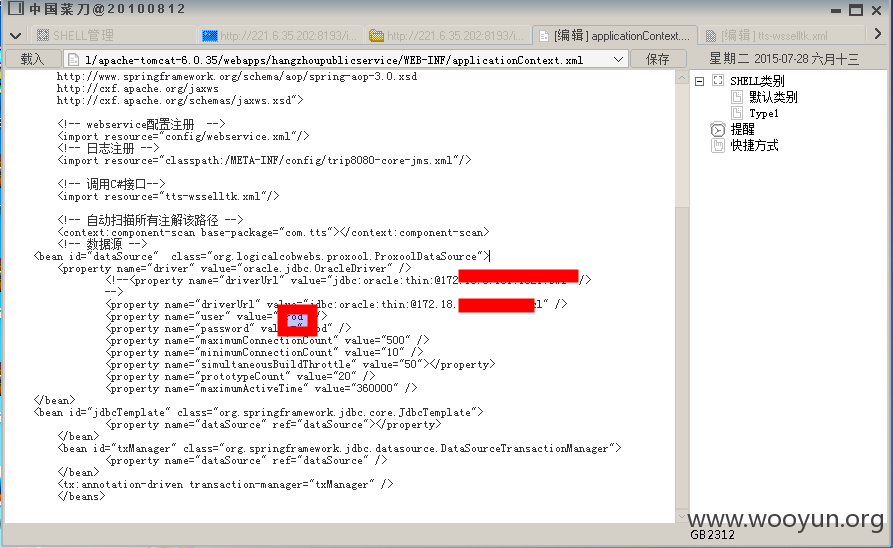 中国菜刀@20100812
SHELL管理
http://221.6.35.202:8193/i...
http://221.6.35.202:8193/...
[编辑] applicationContext....
[编辑] tts-wsselltk.xml
载入
l/apache-tomcat-6.0.35/webapps/hangzhoupublicservice/WEB-INF/applicationContext.xml
保存
星期二 2015-07-28 六月十三
http://www.springframework.org/schema/aop/spring-aop-3.0.xsd
http://cxf.apache.org/jaxws
http://cxf.apache.org/schemas/jaxws.xsd">
<!-- webservice配置注册 -->
<import resource="config/webservice.xml"/>
<!-- 日志注册 -->
<import resource="classpath:/META-INF/config/trip8080-core-jms.xml"/>
<!-- 调用C#接口-->
<import resource="tts-wsselltk.xml"/>
<!-- 自动扫描所有注解该路径 -->
<context:component-scan base-package="com.tts"></context:component-scan>
<!-- 数据源 -->
<bean id="dataSource" class="org.logicalcobwebs.proxool.ProxoolDataSource">
<property name="driver" value="oracle.jdbc.OracleDriver" />
<!--<property name="driverUrl" value="jdbc:oracle:thin:@172. />
-->
<property name="driverUrl" value="jdbc:oracle:thin:@172.18. />
<property name="user" value=" />
<property name="password" />
<property name="maximumConnectionCount" value="500" />
<property name="minimumConnectionCount" value="10" />
<property name="simultaneousBuildThrottle" value="50"></property>
<property name="prototypeCount" value="20" />
<property name="maximumActiveTime" value="360000" />
</bean>
<bean id="jdbcTemplate" class="org.springframework.jdbc.core.JdbcTemplate">
<property name="dataSource" ref="dataSource"></property>
</bean>
<bean id="txManager" class="org.springframework.jdbc.datasource.DataSourceTransactionManager">
<property name="dataSource" ref="dataSource" />
</bean>
<tx:annotation-driven transaction-manager="txManager" />
</beans>
SHELL类别
默认类别
Type1
提醒
快捷方式
www.wooyun.org
GB2312